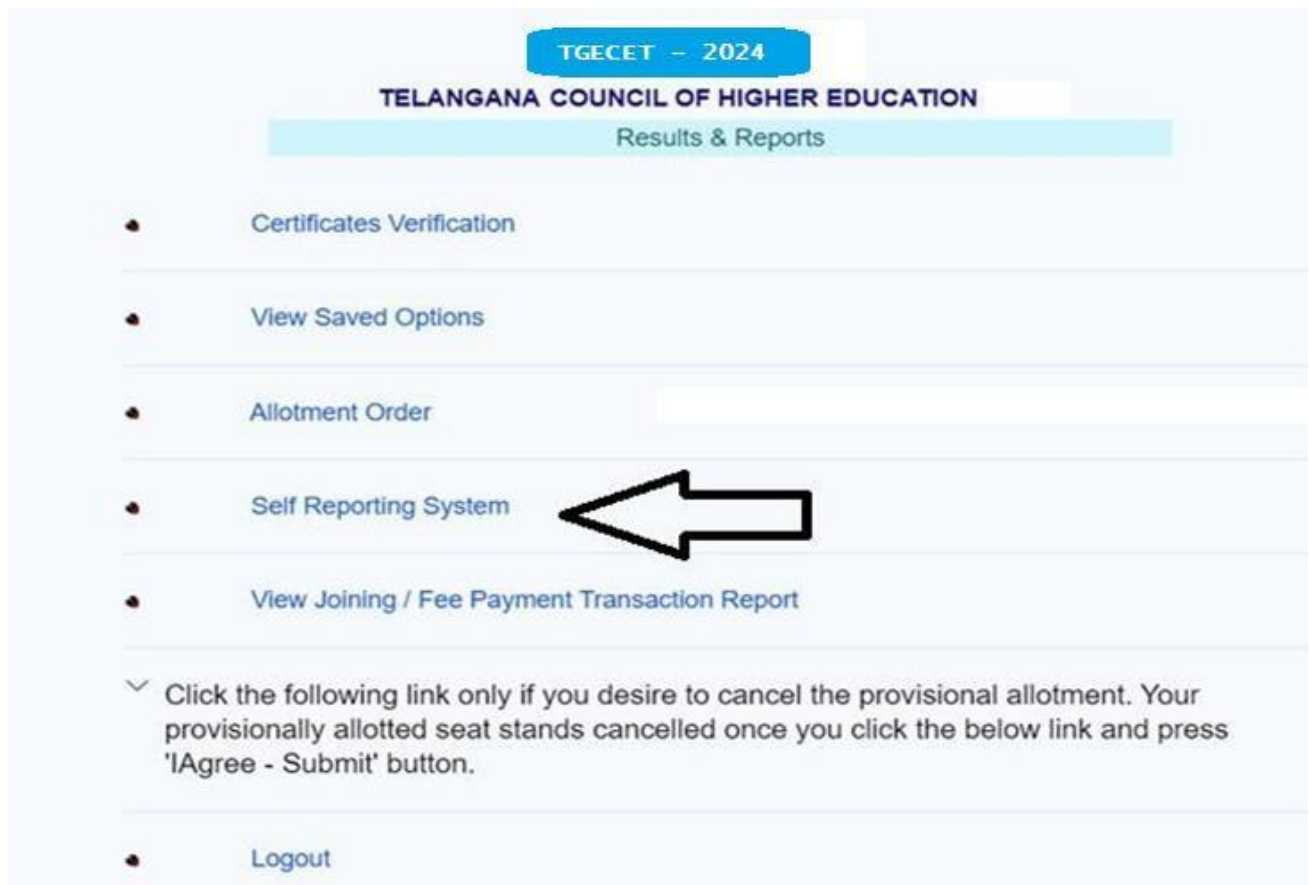 TGECET - 2024
TELANGANA COUNCIL OF HIGHER EDUCATION
Results & Reports
Certificates Verification
View Saved Options
Allotment Order
Self Reporting System
View Joining / Fee Payment Transaction Report
Click the following link only if you desire to cancel the provisional allotment. Your
provisionally allotted seat stands cancelled once you click the below link and press
'IAgree - Submit' button.
Logout